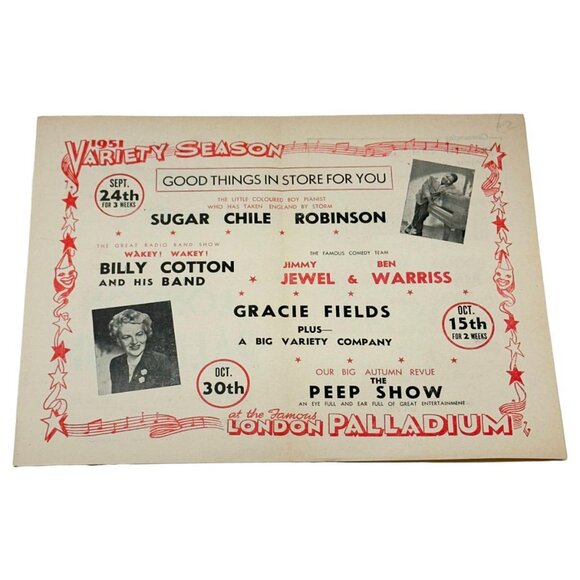 1951
VARIETY SEASON
GOOD THINGS IN STORE FOR YOU
SEPT.
24th
FOR 3 WEEKS
THE LITTLE COLOURED BOY PIANIST
WHO HAS TAKEN ENGLAND BY STORM
SUGAR CHILE ROBINSON
THE GREAT RADIO BAND SHOW
WAKEY! WAKEY!
BILLY COTTON
AND HIS BAND
THE FAMOUS COMEDY TEAM
JIMMY BEN
JEWEL & WARRISS
GRACIE FIELDS
PLUS—
A BIG VARIETY COMPANY
OCT.
15th
FOR 2 WEEKS
OCT.
30th
OUR BIG AUTUMN REVUE
THE
PEEP SHOW
AN EYE FULL AND EAR FULL OF GREAT ENTERTAINMENT
at the Famous
LONDON PALLADIUM